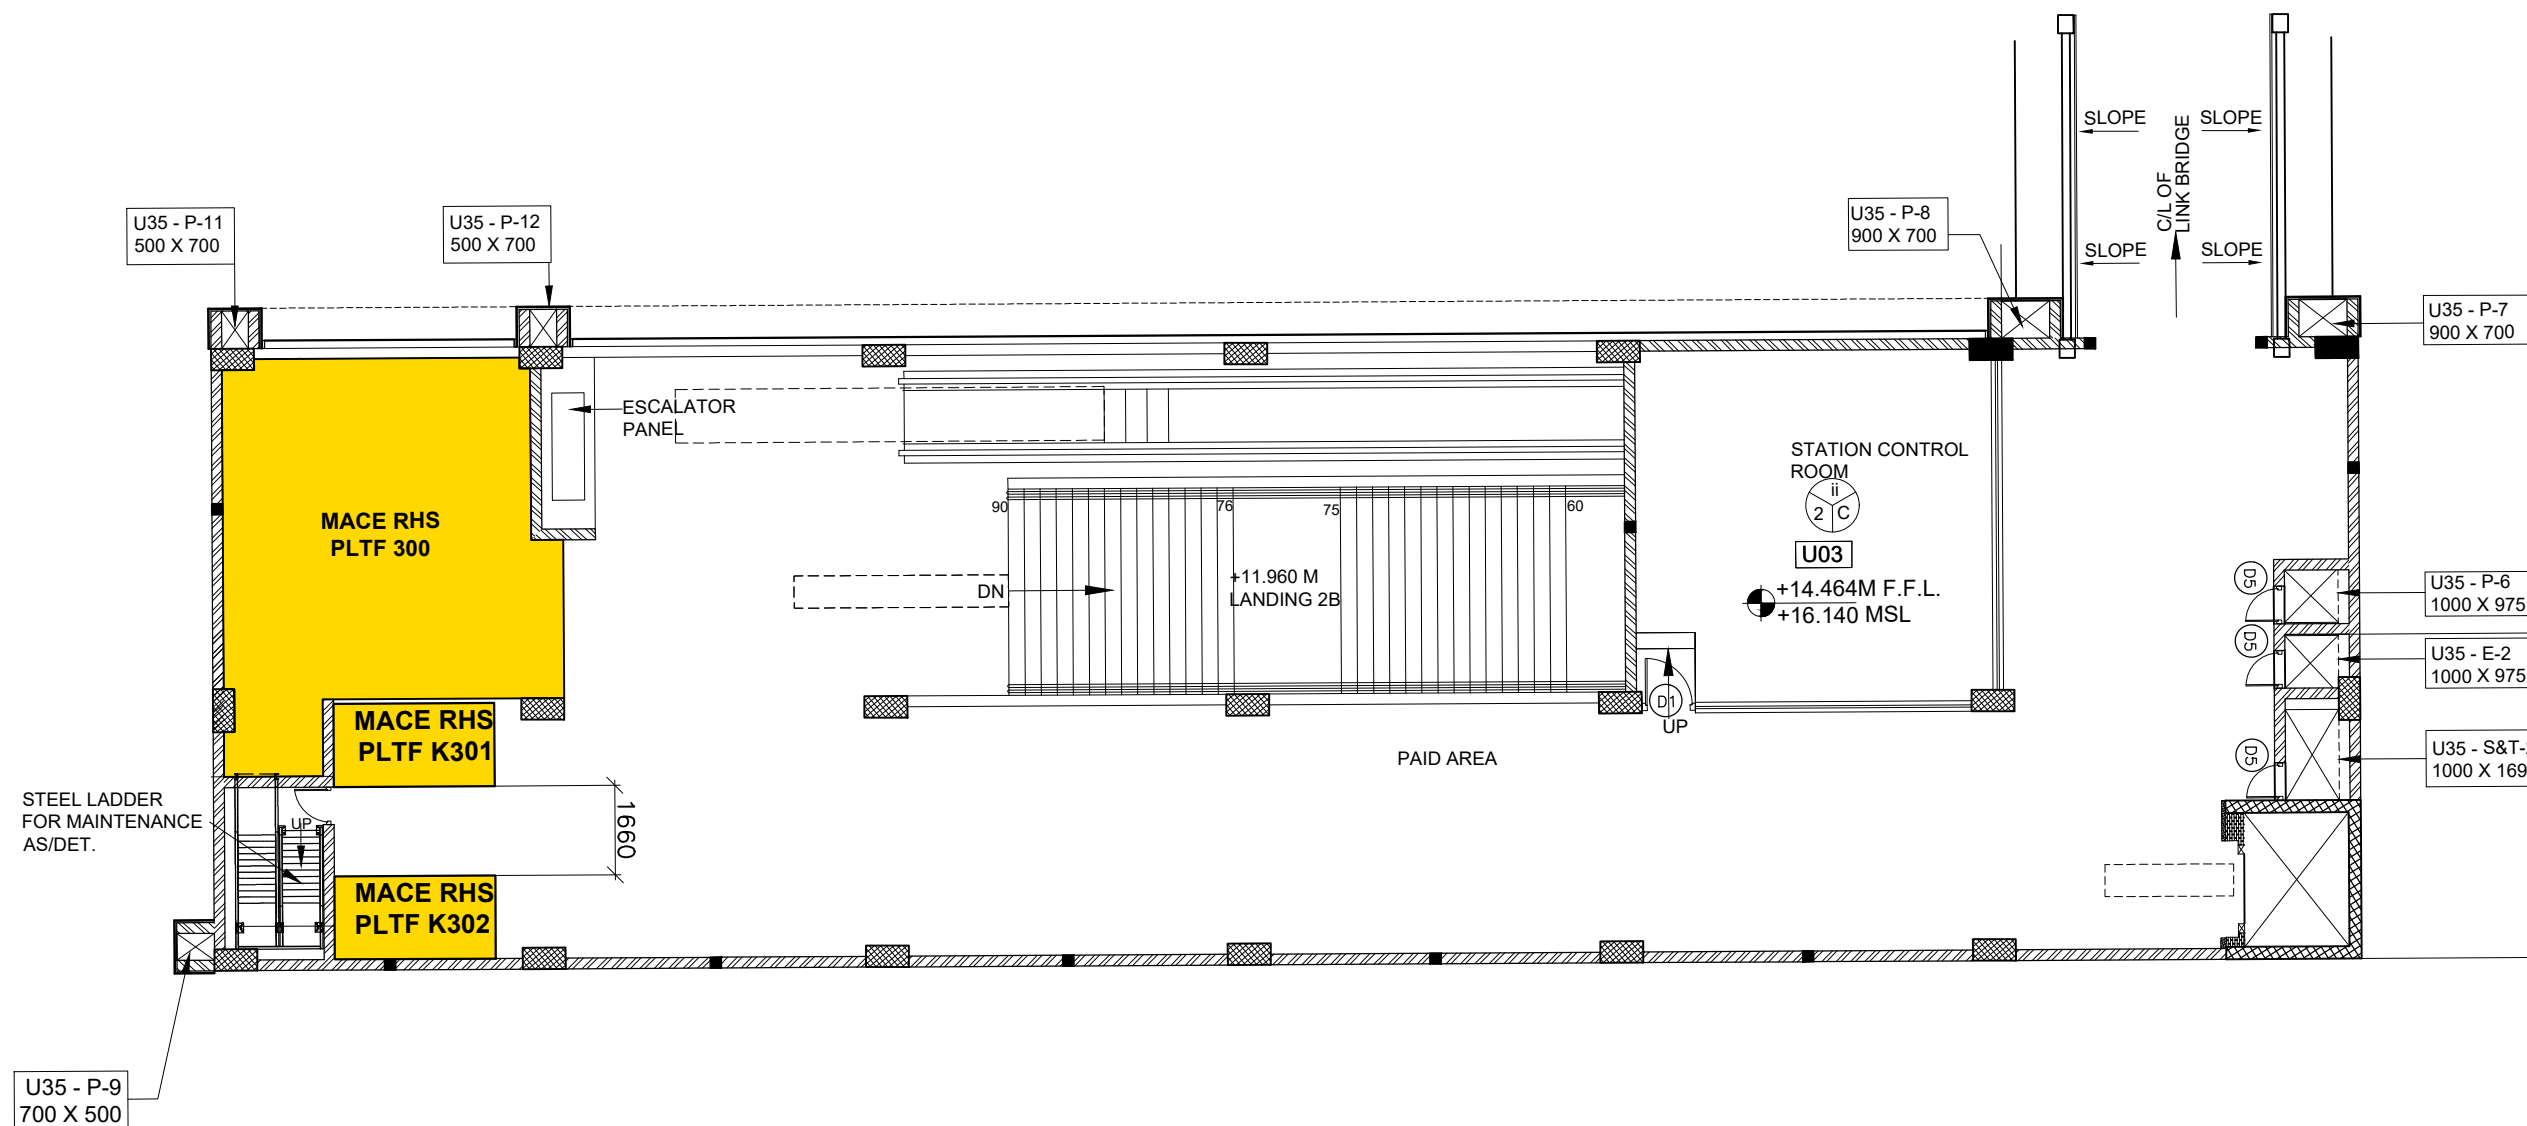 SLOPE
SLOPE
C/L OF
LINK BRIDGE
SLOPE
SLOPE
U35 - P-11
500 X 700
U35 - P-12
500 X 700
U35 - P-8
900 X 700
U35 - P-7
900 X 700
ESCALATOR
PANEL
STATION CONTROL
ROOM
ii
2
C
U03
+14.464M F.F.L.
+16.140 MSL
MACE RHS
PLTF 300
90
76
75
60
DN
+11.960 M
LANDING 2B
D5
U35 - P-6
1000 X 975
D5
U35 - E-2
1000 X 975
D1
UP
MACE RHS
PLTF K301
PAID AREA
D5
U35 - S&T-
1000 X 169
STEEL LADDER
FOR MAINTENANCE
AS/DET.
UP
1660
MACE RHS
PLTF K302
U35 - P-9
700 X 500